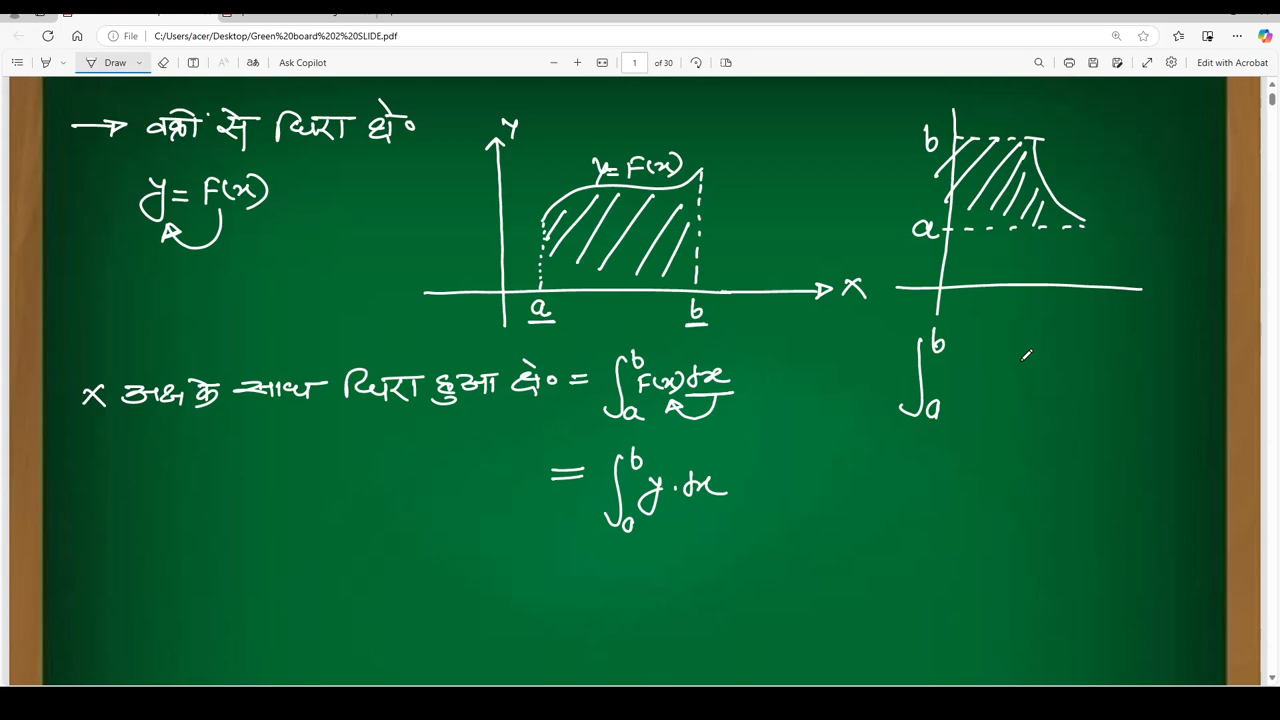 File C:/Users/acer/Desktop/Green%20board%202%20SLIDE.pdf
Draw Ask Copilot 1 of 30 Edit with Acrobat
→ वक्रों से घिरा क्षे०
y = F(x)
Y
y = F(x)
a b X
b
a
X अक्ष के साथ घिरा हुआ क्षे० = ∫ₐᵇ F(x) dx
= ∫ₐᵇ y . dx
∫ₐᵇ